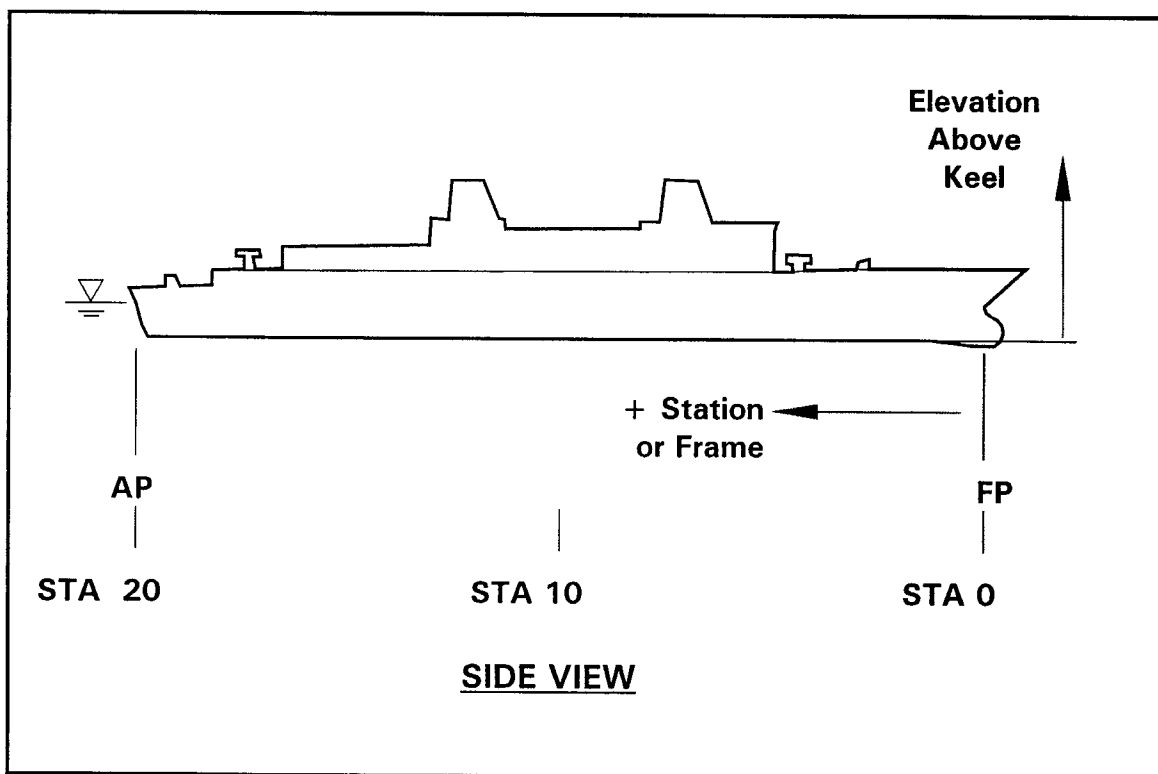 Elevation
Above
Keel
+ Station
or Frame
AP
FP
STA 20
STA 10
STA 0
SIDE VIEW